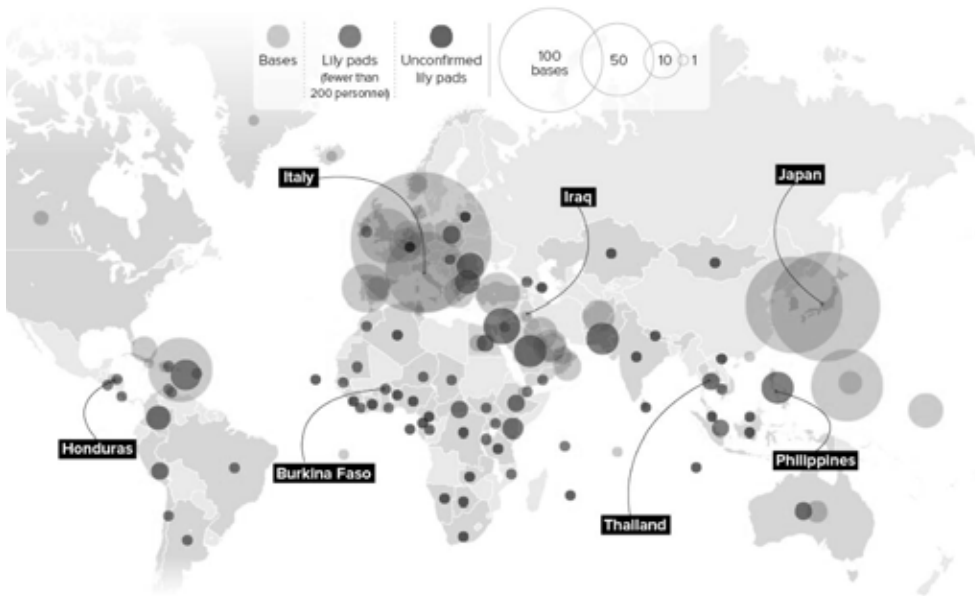 Bases
Lily pads
(fewer than
200 personnel)
Unconfirmed
lily pads
100
bases
50
10
1
Italy
Iraq
Japan
Honduras
Burkina Faso
Thailand
Philippines